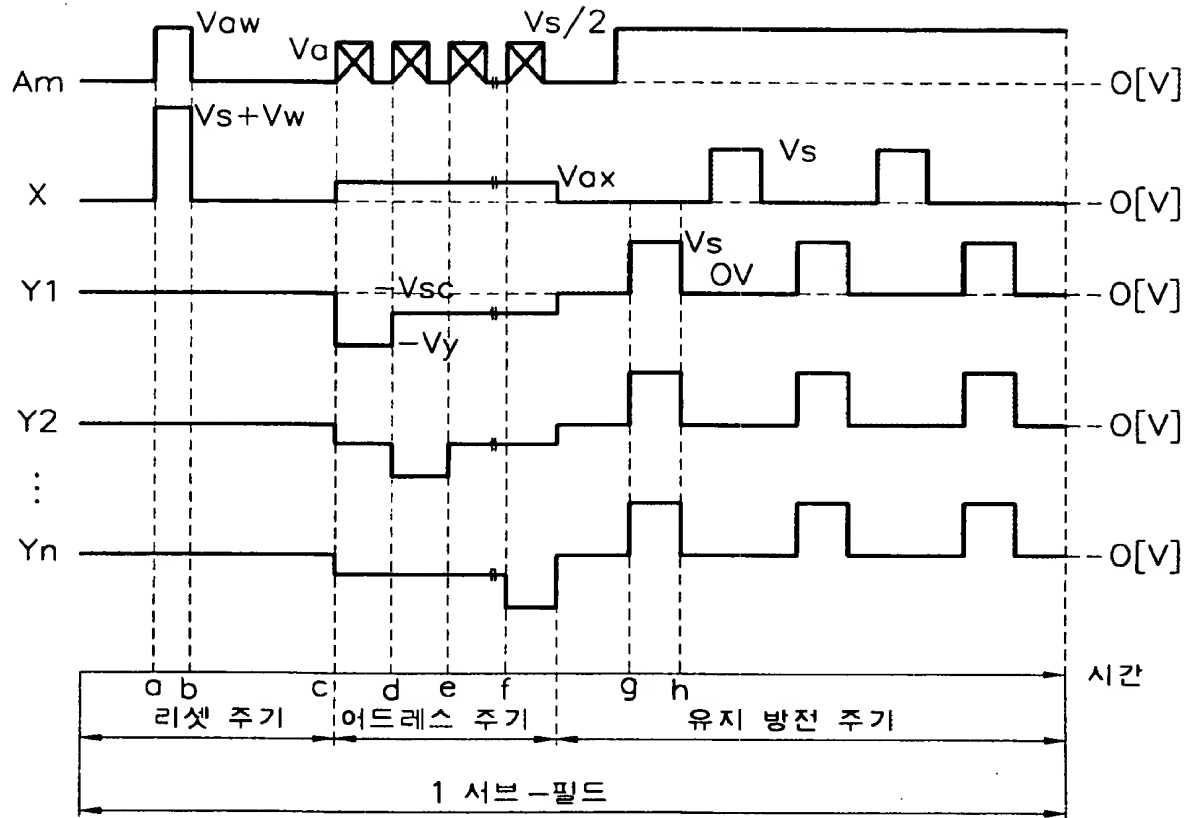 Vaw
Va
Vs/2
Am
O[V]
Vs+Vw
Vs
X
Vax
O[V]
Vs
OV
Y1
-Vsc
O[V]
-Vy
Y2
O[V]
⋮
Yn
O[V]
a b c d e f g h 시간
리셋 주기 어드레스 주기 유지 방전 주기
1 서브-필드